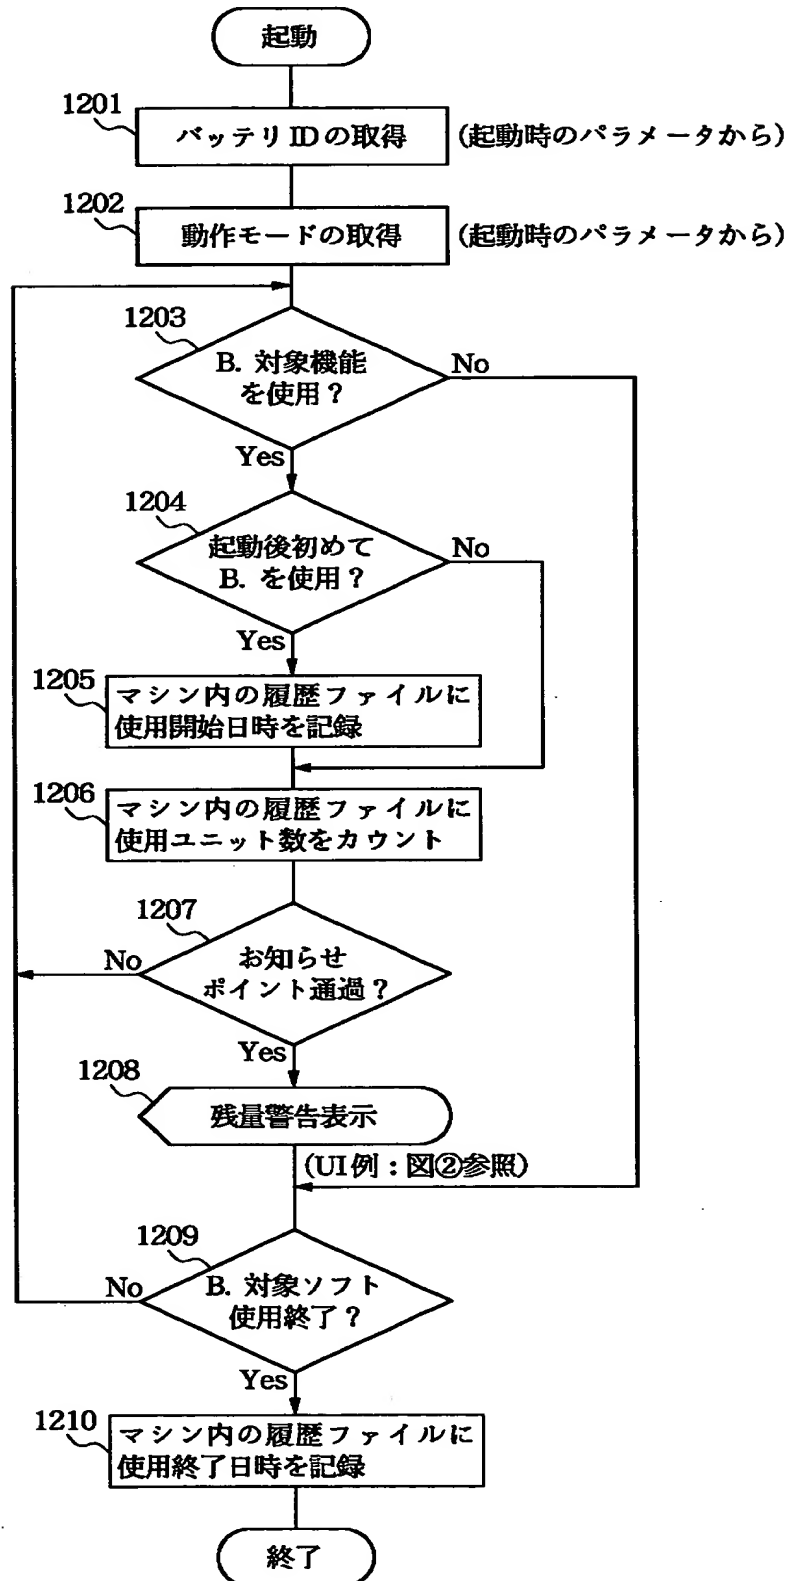 起動
1201
バッテリIDの取得 (起動時のパラメータから)
1202
動作モードの取得 (起動時のパラメータから)
1203
B. 対象機能
を使用?
No
Yes
1204
起動後初めて
B. を使用?
No
Yes
1205
マシン内の履歴ファイルに
使用開始日時を記録
1206
マシン内の履歴ファイルに
使用ユニット数をカウント
1207
お知らせ
ポイント通過?
No
Yes
1208
残量警告表示
(UI例:図②参照)
1209
B. 対象ソフト
使用終了?
No
Yes
1210
マシン内の履歴ファイルに
使用終了日時を記録
終了